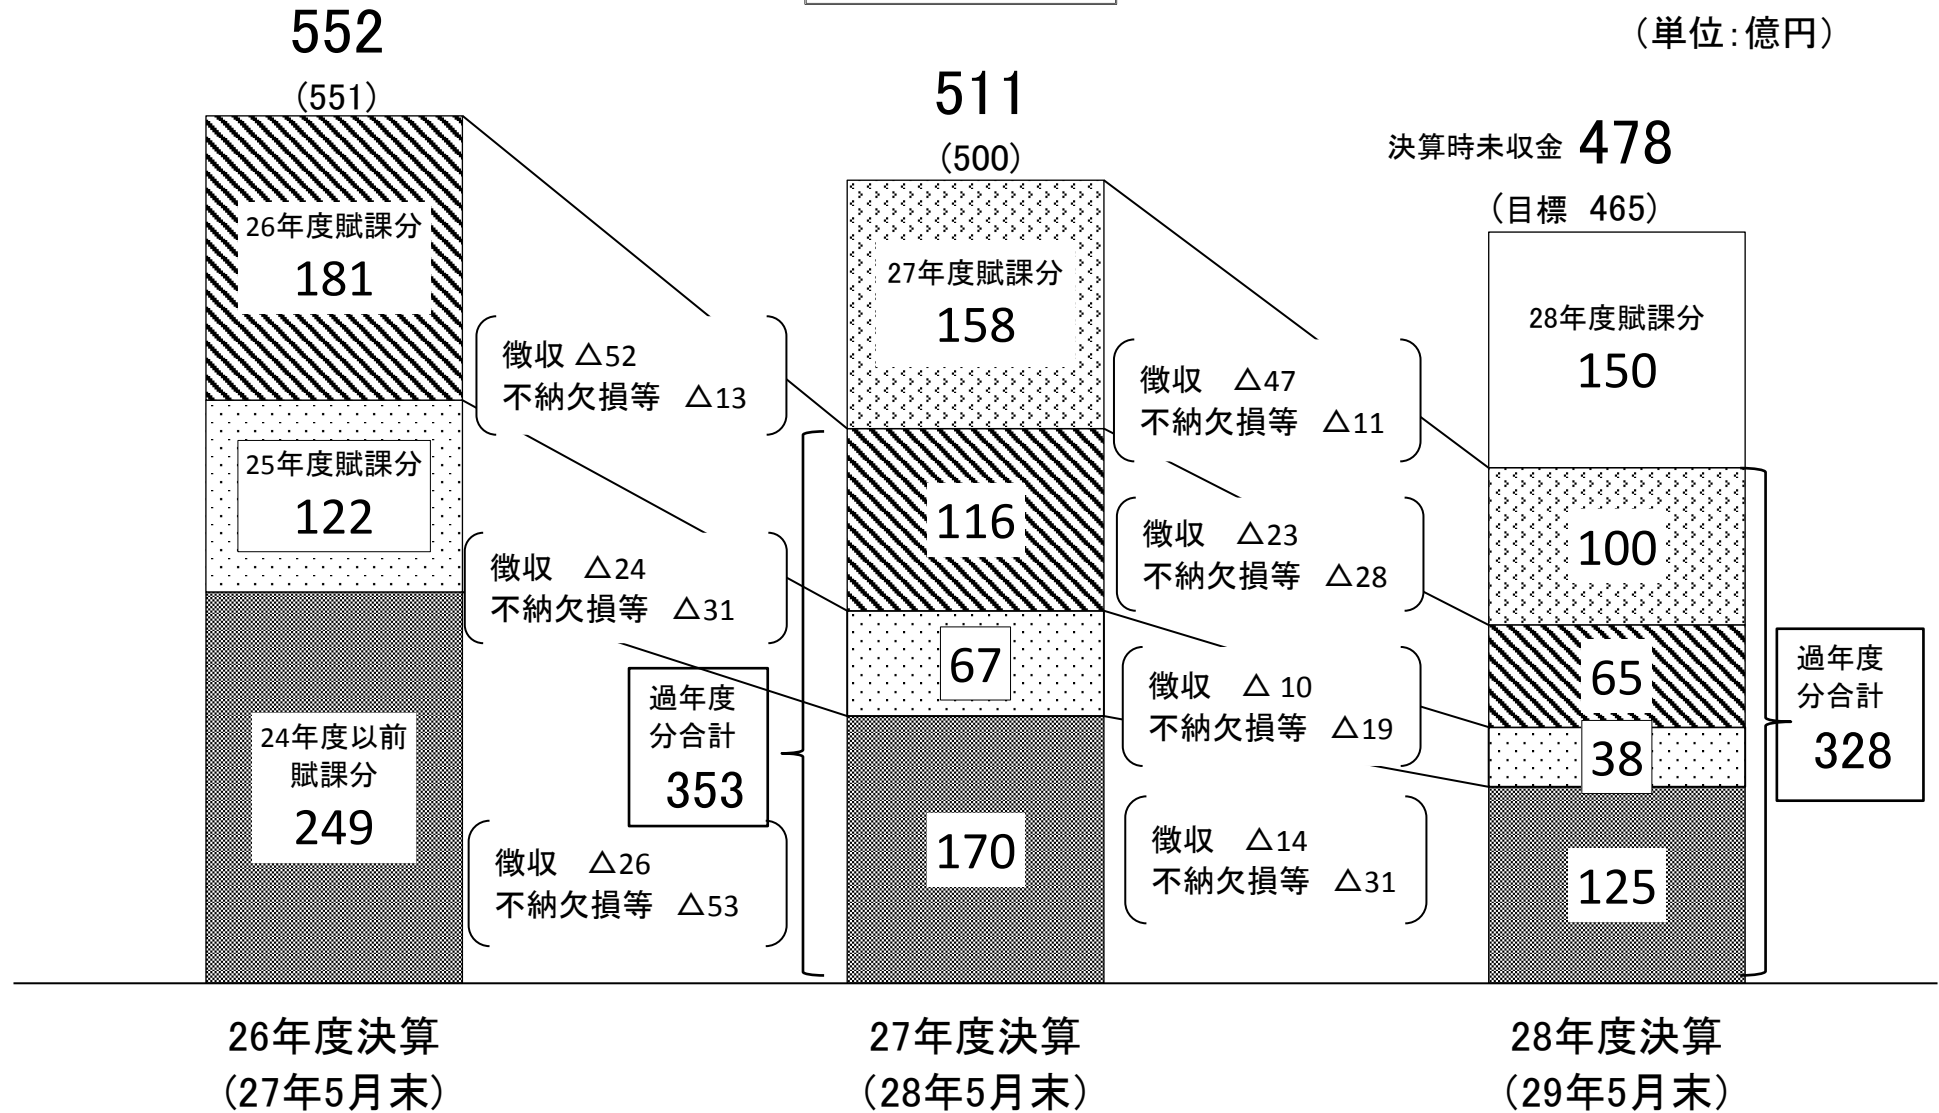 （単位：億円）
552
（551）
26年度賦課分
181
25年度賦課分
122
24年度以前
賦課分
249
徴収 △52
不納欠損等　△13
徴収　△24
不納欠損等　△31
徴収　△26
不納欠損等　△53
過年度
分合計
353
511
（500）
27年度賦課分
158
116
67
170
徴収　△47
不納欠損等　△11
徴収　△23
不納欠損等　△28
徴収　△ 10
不納欠損等　△19
徴収　△14
不納欠損等　△31
決算時未収金 478
（目標　465）
28年度賦課分
150
100
65
38
125
過年度
分合計
328
26年度決算
（27年5月末）
27年度決算
（28年5月末）
28年度決算
（29年5月末）